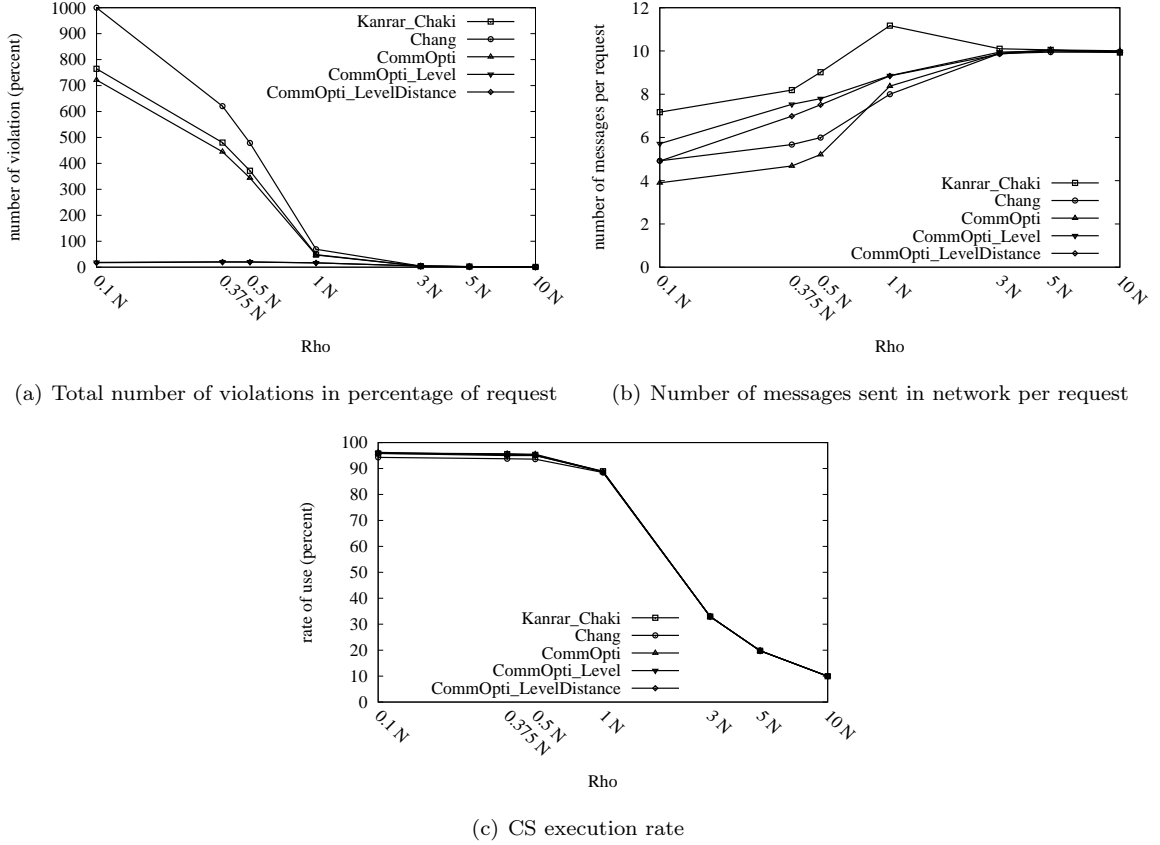 number of violation (percent)
1000
900
800
700
600
500
400
300
200
100
0
Kanrar_Chaki
Chang
CommOpti
CommOpti_Level
CommOpti_LevelDistance
0.1 N
0.375 N
0.5 N
1 N
3 N
5 N
10 N
Rho
(a) Total number of violations in percentage of request
number of messages per request
12
10
8
6
4
2
0
Kanrar_Chaki
Chang
CommOpti
CommOpti_Level
CommOpti_LevelDistance
0.1 N
0.375 N
0.5 N
1 N
3 N
5 N
10 N
Rho
(b) Number of messages sent in network per request
rate of use (percent)
100
90
80
70
60
50
40
30
20
10
0
Kanrar_Chaki
Chang
CommOpti
CommOpti_Level
CommOpti_LevelDistance
0.1 N
0.375 N
0.5 N
1 N
3 N
5 N
10 N
Rho
(c) CS execution rate